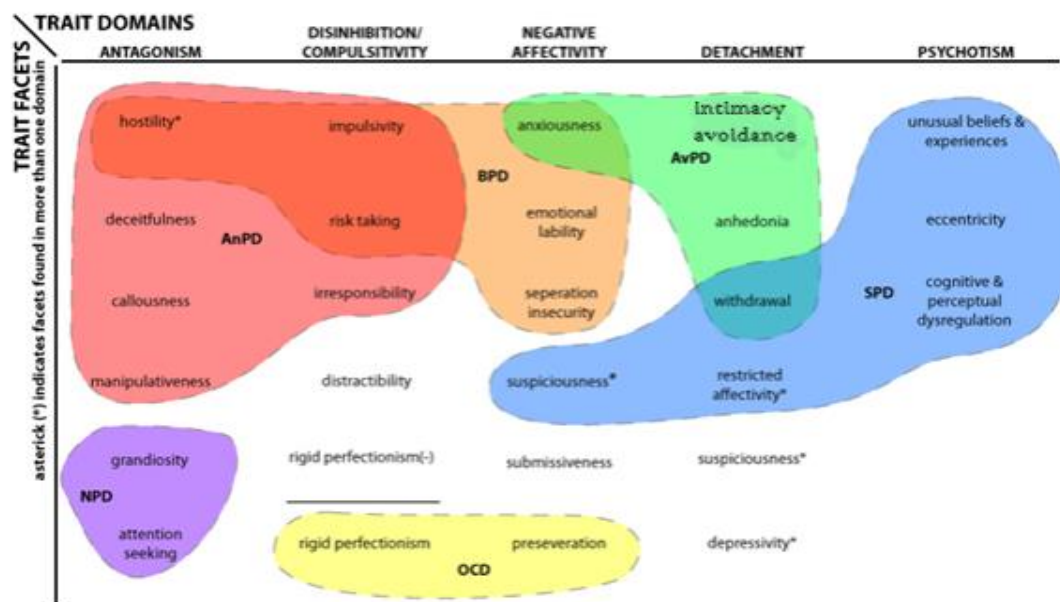 TRAIT DOMAINS
TRAIT FACETS
asterick (*) indicates facets found in more than one domain
ANTAGONISM
DISINHIBITION/
COMPULSITIVITY
NEGATIVE
AFFECTIVITY
DETACHMENT
PSYCHOTISM
hostility*
impulsivity
anxiousness
intimacy
avoidance
unusual beliefs &
experiences
BPD
AvPD
deceitfulness
AnPD
risk taking
emotional
lability
anhedonia
eccentricity
callousness
irresponsibility
seperation
insecurity
withdrawal
SPD
cognitive &
perceptual
dysregulation
manipulativeness
distractibility
suspiciousness*
restricted
affectivity*
grandiosity
rigid perfectionism(-)
submissiveness
suspiciousness*
NPD
attention
seeking
rigid perfectionism
preseveration
depressivity*
OCD